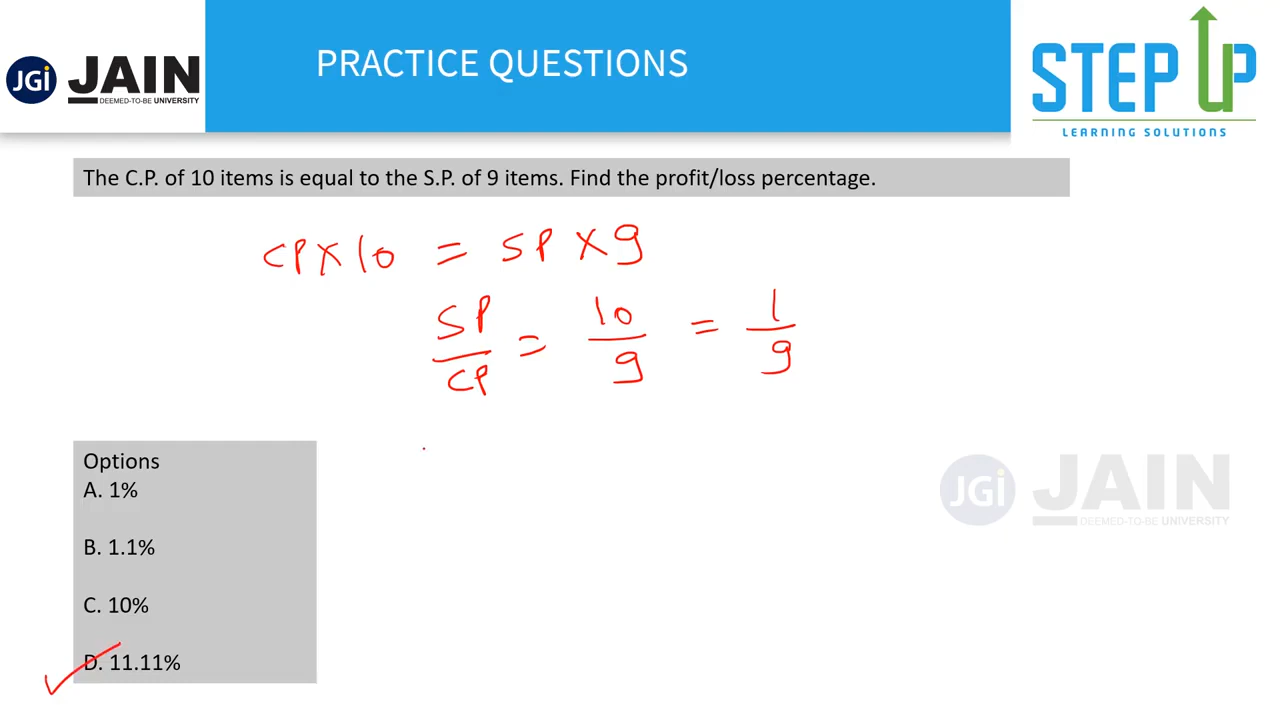 JGi JAIN
DEEMED-TO-BE UNIVERSITY
PRACTICE QUESTIONS
STEP UP
LEARNING SOLUTIONS
The C.P. of 10 items is equal to the S.P. of 9 items. Find the profit/loss percentage.
CP X 10 = SP X 9
SP/CP = 10/9 = 1/9
Options
A. 1%
B. 1.1%
C. 10%
D. 11.11%
JGi JAIN
DEEMED-TO-BE UNIVERSITY